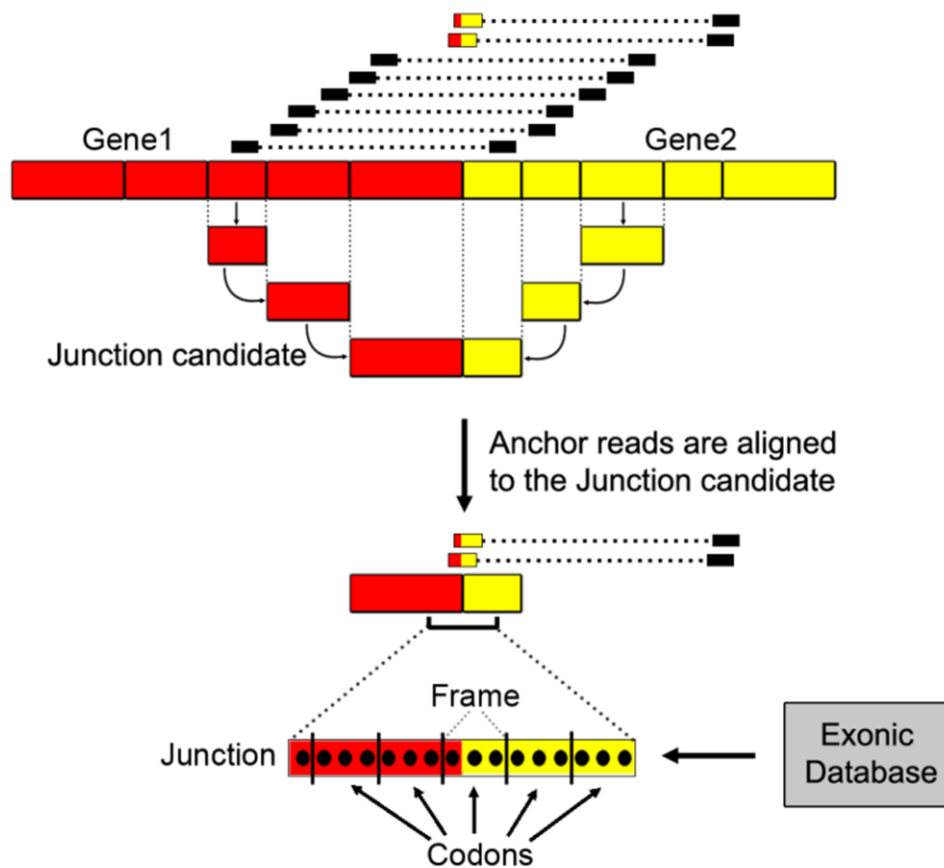 Gene1
Gene2
Junction candidate
Anchor reads are aligned
to the Junction candidate
Frame
Junction
Exonic
Database
Codons